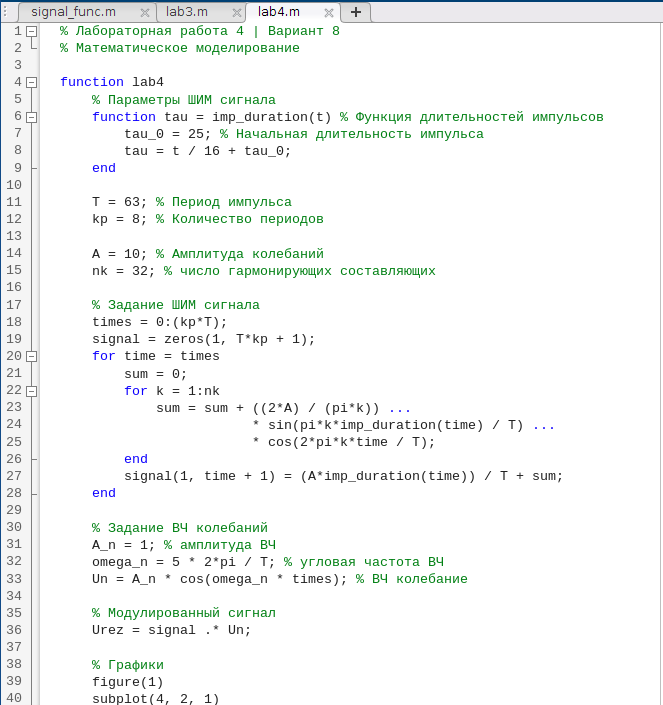 signal_func.m lab3.m lab4.m +
1 % Лабораторная работа 4 | Вариант 8
2 % Математическое моделирование
3
4 function lab4
5     % Параметры ШИМ сигнала
6     function tau = imp_duration(t) % Функция длительностей импульсов
7         tau_0 = 25; % Начальная длительность импульса
8         tau = t / 16 + tau_0;
9     end
10
11     T = 63; % Период импульса
12     kp = 8; % Количество периодов
13
14     A = 10; % Амплитуда колебаний
15     nk = 32; % число гармонирующих составляющих
16
17     % Задание ШИМ сигнала
18     times = 0:(kp*T);
19     signal = zeros(1, T*kp + 1);
20     for time = times
21         sum = 0;
22         for k = 1:nk
23             sum = sum + ((2*A) / (pi*k)) ...
24                         * sin(pi*k*imp_duration(time) / T) ...
25                         * cos(2*pi*k*time / T);
26         end
27         signal(1, time + 1) = (A*imp_duration(time)) / T + sum;
28     end
29
30     % Задание ВЧ колебаний
31     A_n = 1; % амплитуда ВЧ
32     omega_n = 5 * 2*pi / T; % угловая частота ВЧ
33     Un = A_n * cos(omega_n * times); % ВЧ колебание
34
35     % Модулированный сигнал
36     Urez = signal .* Un;
37
38     % Графики
39     figure(1)
40     subplot(4, 2, 1)